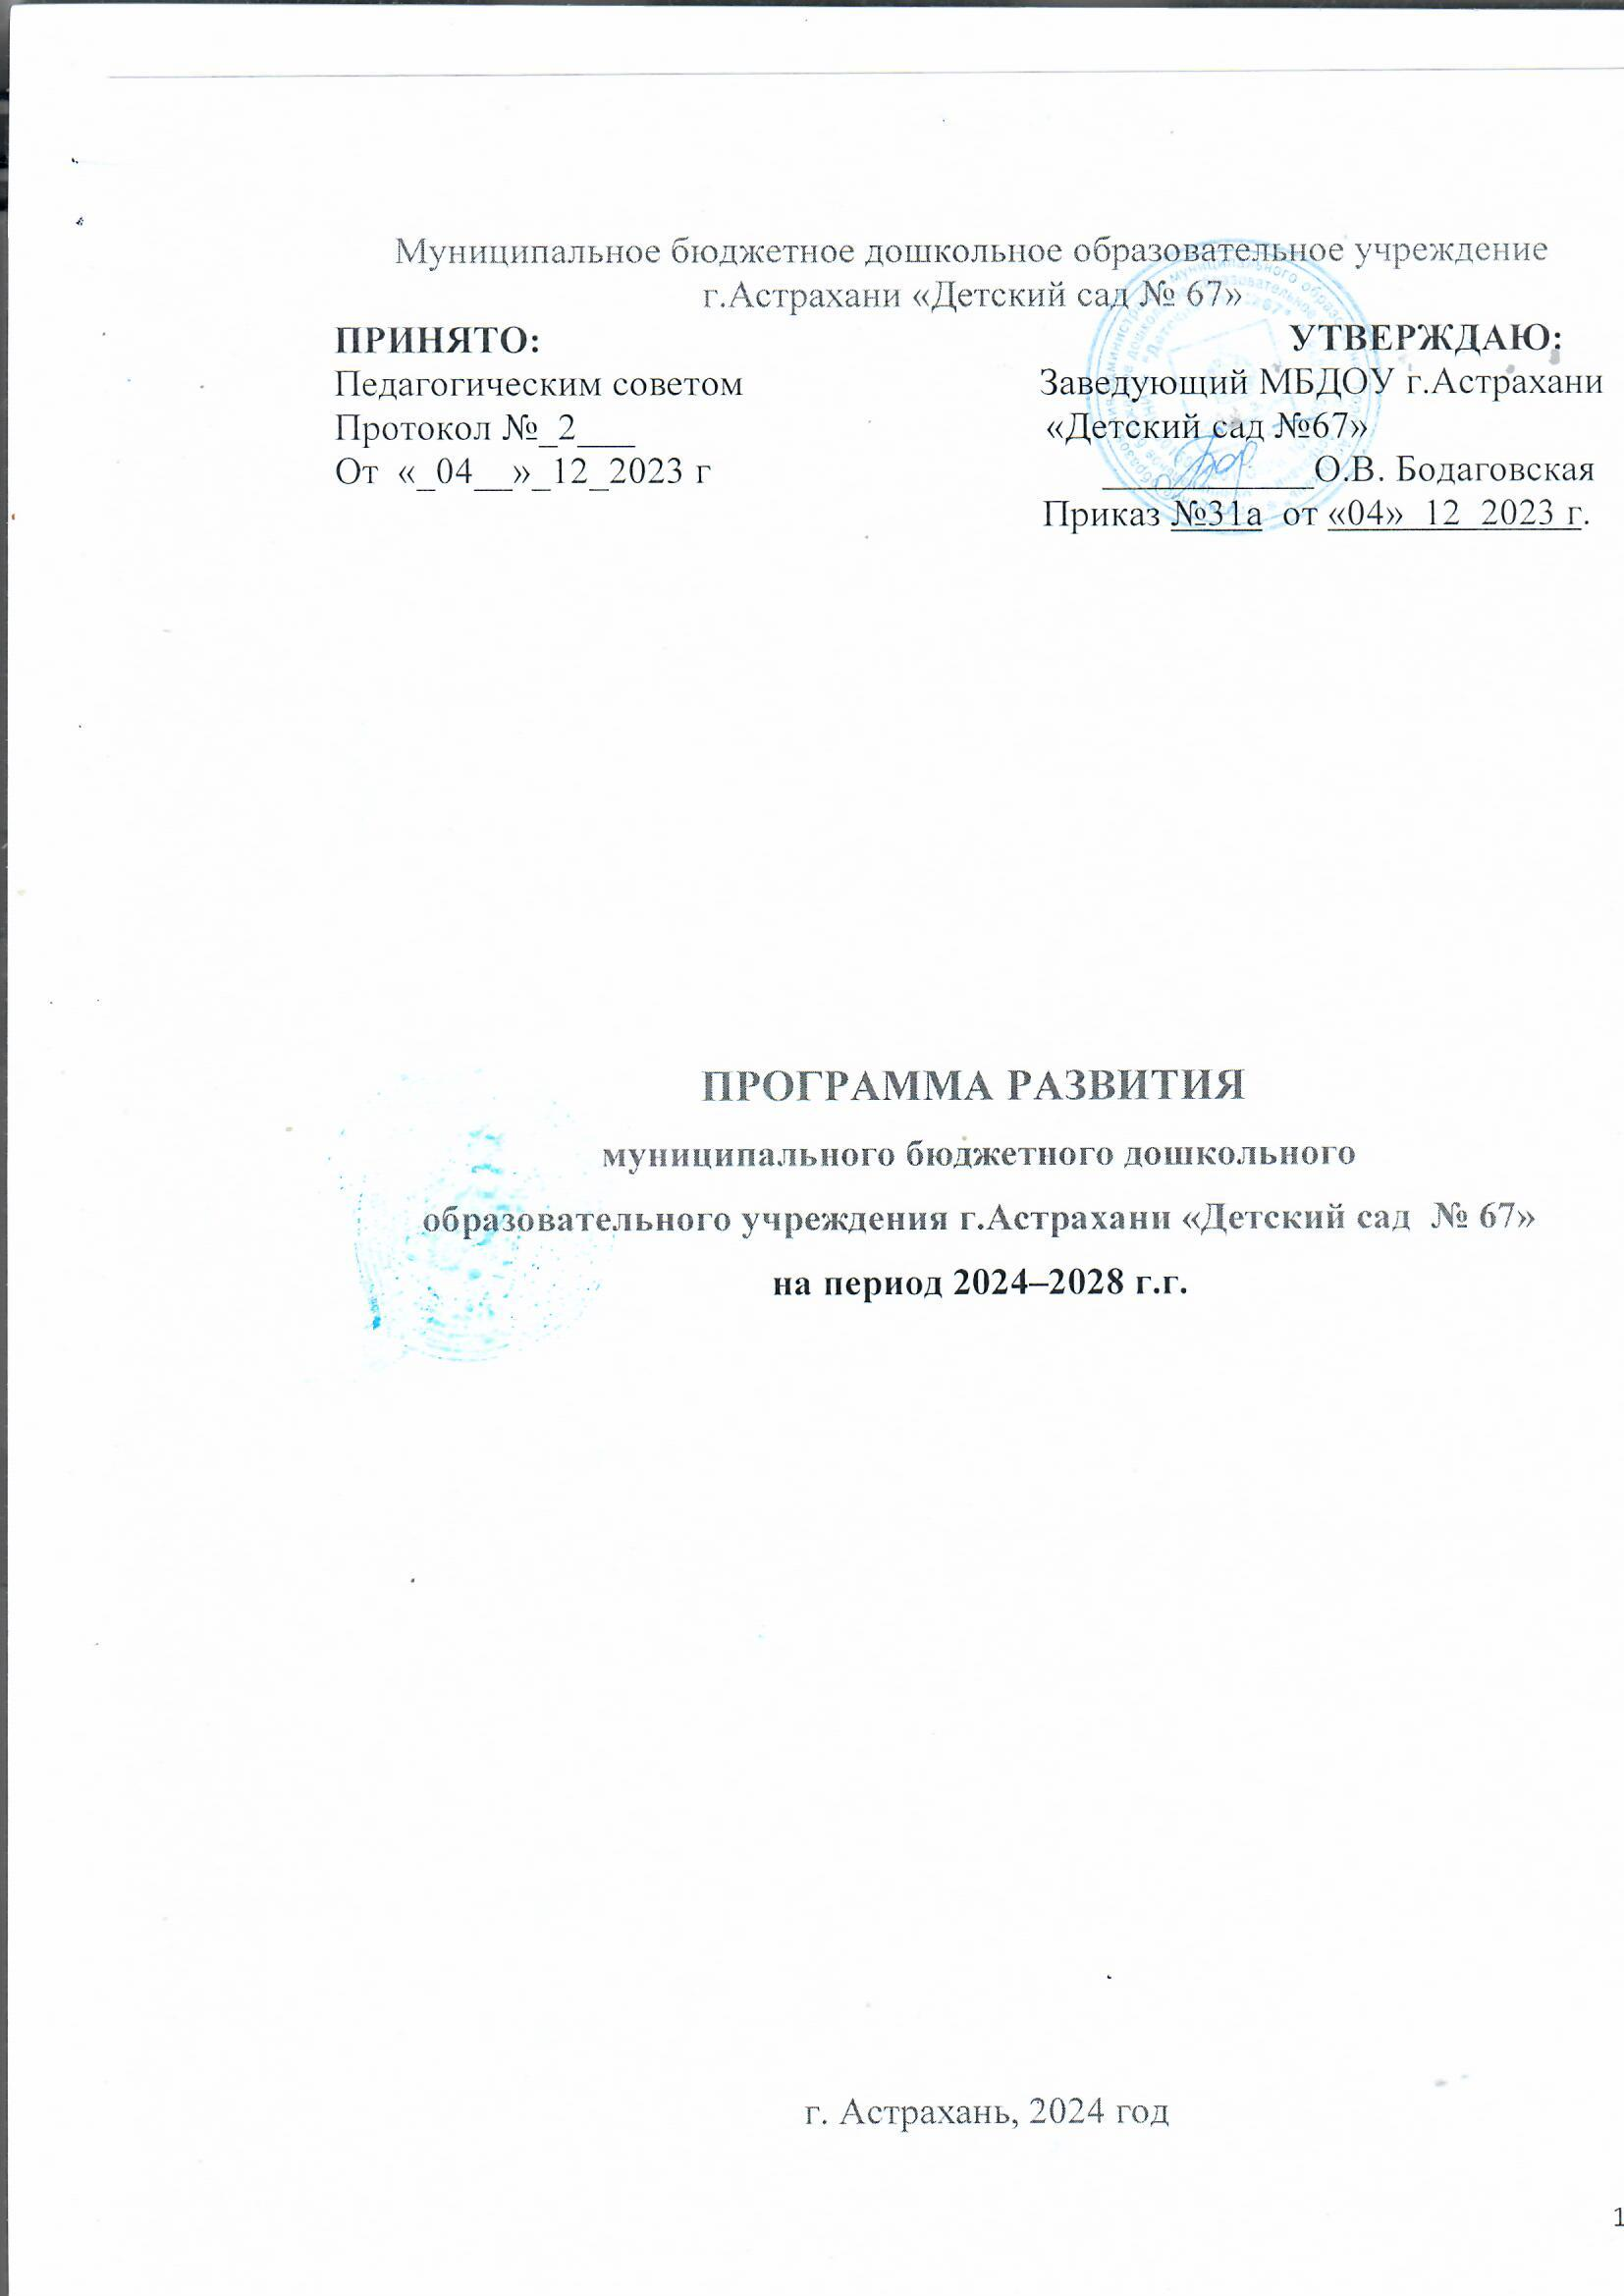 Муниципальное бюджетное дошкольное образовательное учреждение
г.Астрахани «Детский сад № 67»
ПРИНЯТО: УТВЕРЖДАЮ:
Педагогическим советом Заведующий МБДОУ г.Астрахани
Протокол №_2___ «Детский сад №67»
От «_04__»_12_2023 г ___________О.В. Бодаговская
Приказ №31а от «04» 12 2023 г.
ПРОГРАММА РАЗВИТИЯ
муниципального бюджетного дошкольного
образовательного учреждения г.Астрахани «Детский сад № 67»
на период 2024–2028 г.г.
г. Астрахань, 2024 год
1